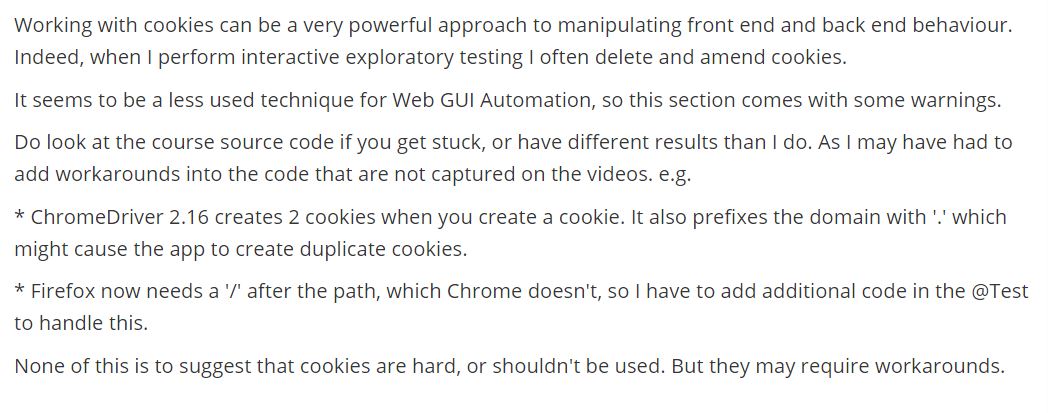 Working with cookies can be a very powerful approach to manipulating front end and back end behaviour.
Indeed, when I perform interactive exploratory testing I often delete and amend cookies.
It seems to be a less used technique for Web GUI Automation, so this section comes with some warnings.
Do look at the course source code if you get stuck, or have different results than I do. As I may have had to
add workarounds into the code that are not captured on the videos. e.g.
* ChromeDriver 2.16 creates 2 cookies when you create a cookie. It also prefixes the domain with '.' which
might cause the app to create duplicate cookies.
* Firefox now needs a '/' after the path, which Chrome doesn't, so I have to add additional code in the @Test
to handle this.
None of this is to suggest that cookies are hard, or shouldn't be used. But they may require workarounds.